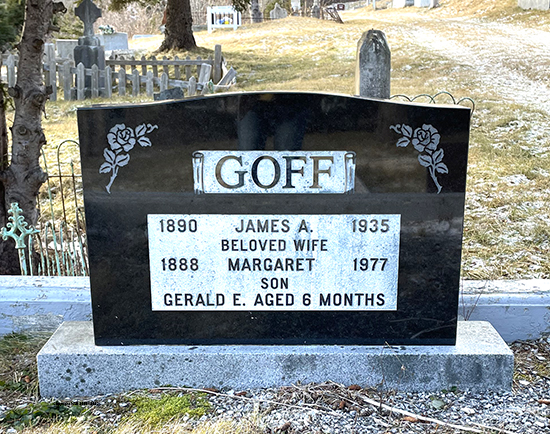 GOFF
1890 JAMES A. 1935
BELOVED WIFE
1888 MARGARET 1977
SON
GERALD E. AGED 6 MONTHS